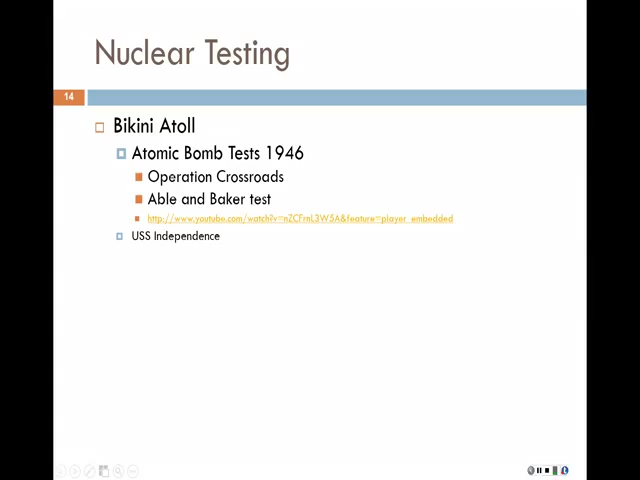 Nuclear Testing
14
Bikini Atoll
Atomic Bomb Tests 1946
Operation Crossroads
Able and Baker test
http://www.youtube.com/watch?v=nZCFrnL3W5A&feature=player_embedded
USS Independence